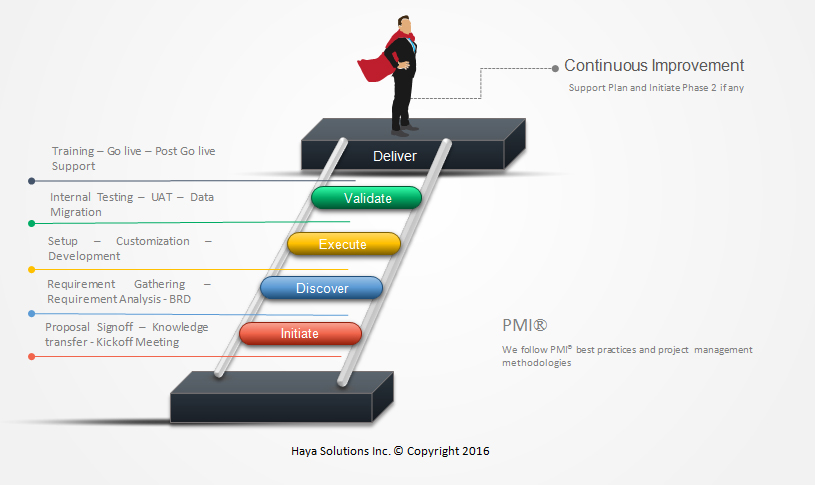 Continuous Improvement
Support Plan and Initiate Phase 2 if any
Deliver
Training – Go live – Post Go live
Support
Validate
Internal Testing – UAT – Data
Migration
Execute
Setup – Customization –
Development
Discover
Requirement Gathering –
Requirement Analysis - BRD
Initiate
Proposal Signoff – Knowledge
transfer - Kickoff Meeting
PMI®
We follow PMI® best practices and project management
methodologies
Haya Solutions Inc. © Copyright 2016